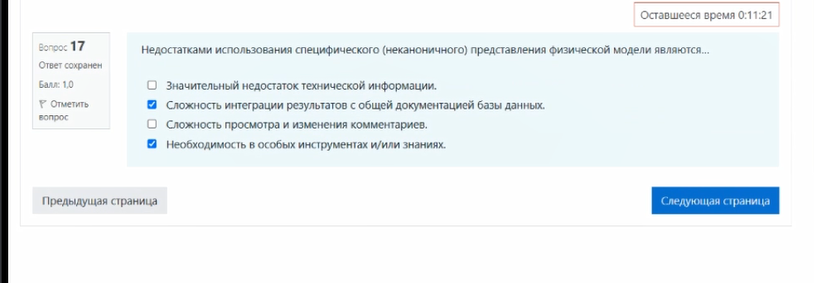 Оставшееся время 0:11:21
Вопрос 17
Ответ сохранен
Балл: 1,0
Отметить
вопрос
Недостатками использования специфического (неканоничного) представления физической модели являются...
Значительный недостаток технической информации.
Сложность интеграции результатов с общей документацией базы данных.
Сложность просмотра и изменения комментариев.
Необходимость в особых инструментах и/или знаниях.
Предыдущая страница
Следующая страница